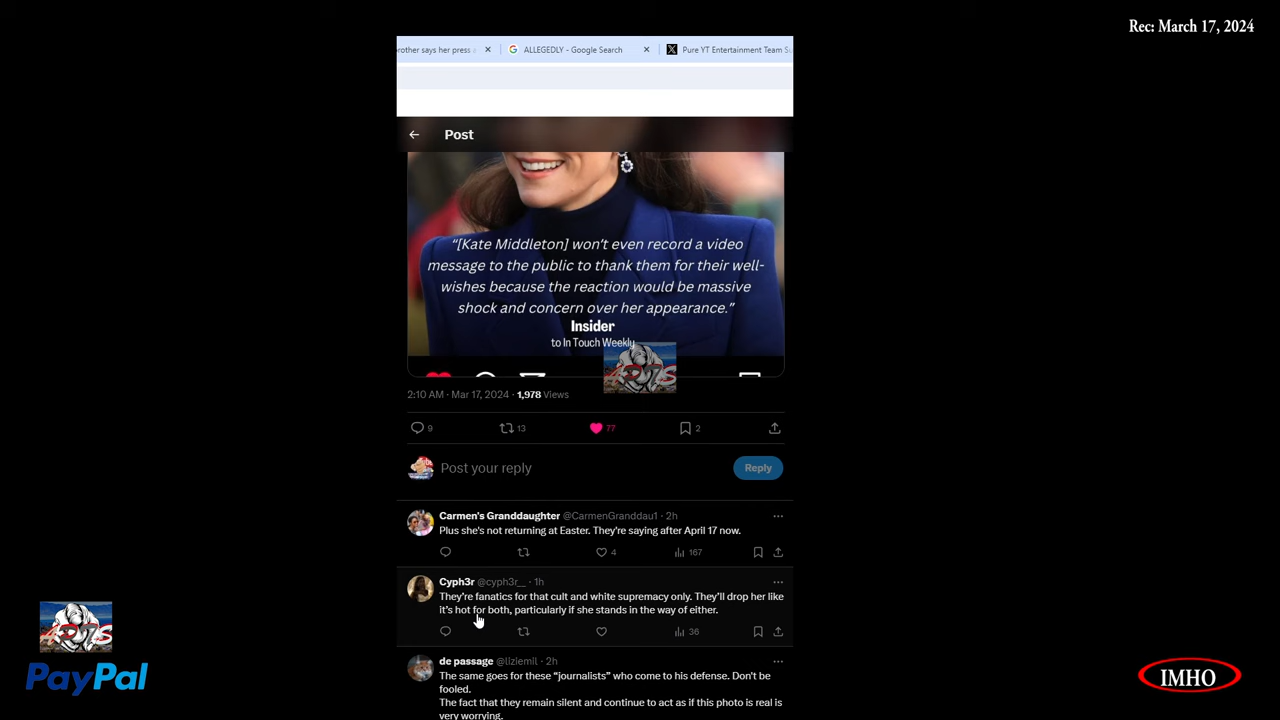 Rec: March 17, 2024
rother says her press
ALLEGEDLY - Google Search
Pure YT Entertainment Team
Post
“[Kate Middleton] won’t even record a video
message to the public to thank them for their well-
wishes because the reaction would be massive
shock and concern over her appearance.”
Insider
to In Touch Weekly
2:10 AM · Mar 17, 2024 · 1,978 Views
9
13
77
2
Post your reply
Reply
Carmen's Granddaughter @CarmenGranddau1 · 2h
Plus she's not returning at Easter. They're saying after April 17 now.
4
167
Cyph3r @cyph3r__ · 1h
They’re fanatics for that cult and white supremacy only. They’ll drop her like
it’s hot for both, particularly if she stands in the way of either.
36
de passage @liziemil · 2h
The same goes for these “journalists” who come to his defense. Don't be
fooled.
The fact that they remain silent and continue to act as if this photo is real is
very worrying.
PayPal
IMHO